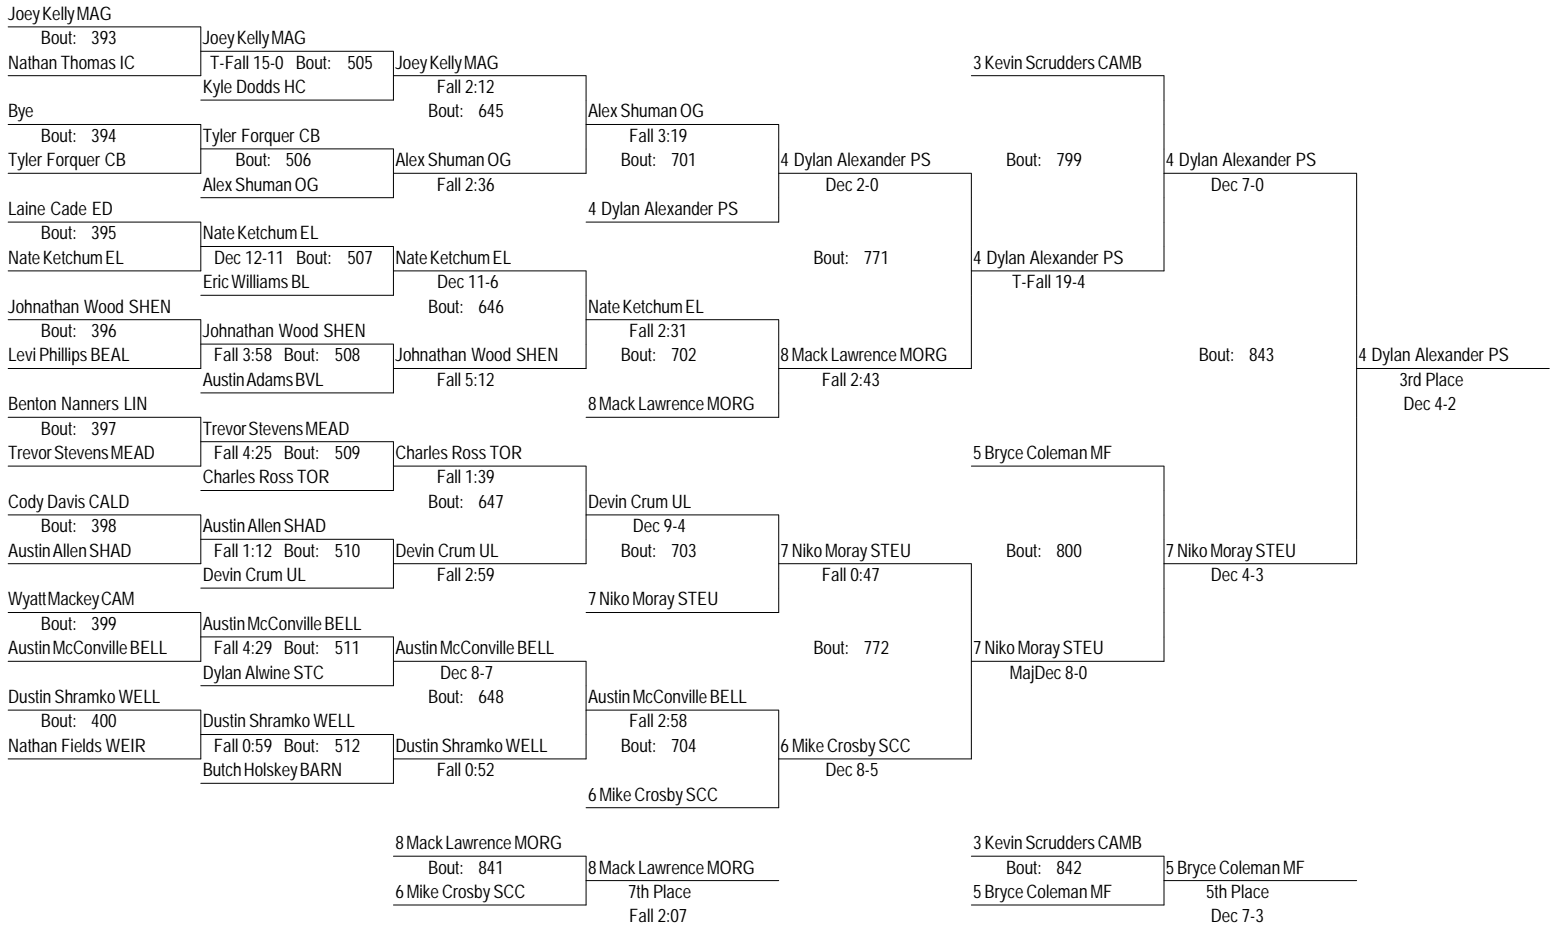 Joey Kelly MAG
Bout: 393
Nathan Thomas IC
Bye
Bout: 394
Tyler Forquer CB
Laine Cade ED
Bout: 395
Nate Ketchum EL
Johnathan Wood SHEN
Bout: 396
Levi Phillips BEAL
Benton Nanners LIN
Bout: 397
Trevor Stevens MEAD
Cody Davis CALD
Bout: 398
Austin Allen SHAD
Wyatt Mackey CAM
Bout: 399
Austin McConville BELL
Dustin Shramko WELL
Bout: 400
Nathan Fields WEIR
Joey Kelly MAG
T-Fall 15-0 Bout: 505
Kyle Dodds HC
Tyler Forquer CB
Bout: 506
Alex Shuman OG
Nate Ketchum EL
Dec 12-11 Bout: 507
Eric Williams BL
Johnathan Wood SHEN
Fall 3:58 Bout: 508
Austin Adams BVL
Trevor Stevens MEAD
Fall 4:25 Bout: 509
Charles Ross TOR
Austin Allen SHAD
Fall 1:12 Bout: 510
Devin Crum UL
Austin McConville BELL
Fall 4:29 Bout: 511
Dylan Alwine STC
Dustin Shramko WELL
Fall 0:59 Bout: 512
Butch Holskey BARN
Joey Kelly MAG
Fall 2:12
Bout: 645
Alex Shuman OG
Fall 2:36
Nate Ketchum EL
Dec 11-6
Bout: 646
Johnathan Wood SHEN
Fall 5:12
Charles Ross TOR
Fall 1:39
Bout: 647
Devin Crum UL
Fall 2:59
Austin McConville BELL
Dec 8-7
Bout: 648
Dustin Shramko WELL
Fall 0:52
Alex Shuman OG
Fall 3:19
Bout: 701
4 Dylan Alexander PS
Nate Ketchum EL
Fall 2:31
Bout: 702
8 Mack Lawrence MORG
Devin Crum UL
Dec 9-4
Bout: 703
7 Niko Moray STEU
Austin McConville BELL
Fall 2:58
Bout: 704
6 Mike Crosby SCC
4 Dylan Alexander PS
Dec 2-0
Bout: 771
8 Mack Lawrence MORG
Fall 2:43
7 Niko Moray STEU
Fall 0:47
Bout: 772
6 Mike Crosby SCC
Dec 8-5
3 Kevin Scrudders CAMB
Bout: 799
4 Dylan Alexander PS
T-Fall 19-4
5 Bryce Coleman MF
Bout: 800
7 Niko Moray STEU
MajDec 8-0
4 Dylan Alexander PS
Dec 7-0
Bout: 843
7 Niko Moray STEU
Dec 4-3
4 Dylan Alexander PS
3rd Place
Dec 4-2
8 Mack Lawrence MORG
Bout: 841
6 Mike Crosby SCC
8 Mack Lawrence MORG
7th Place
Fall 2:07
3 Kevin Scrudders CAMB
Bout: 842
5 Bryce Coleman MF
5 Bryce Coleman MF
5th Place
Dec 7-3